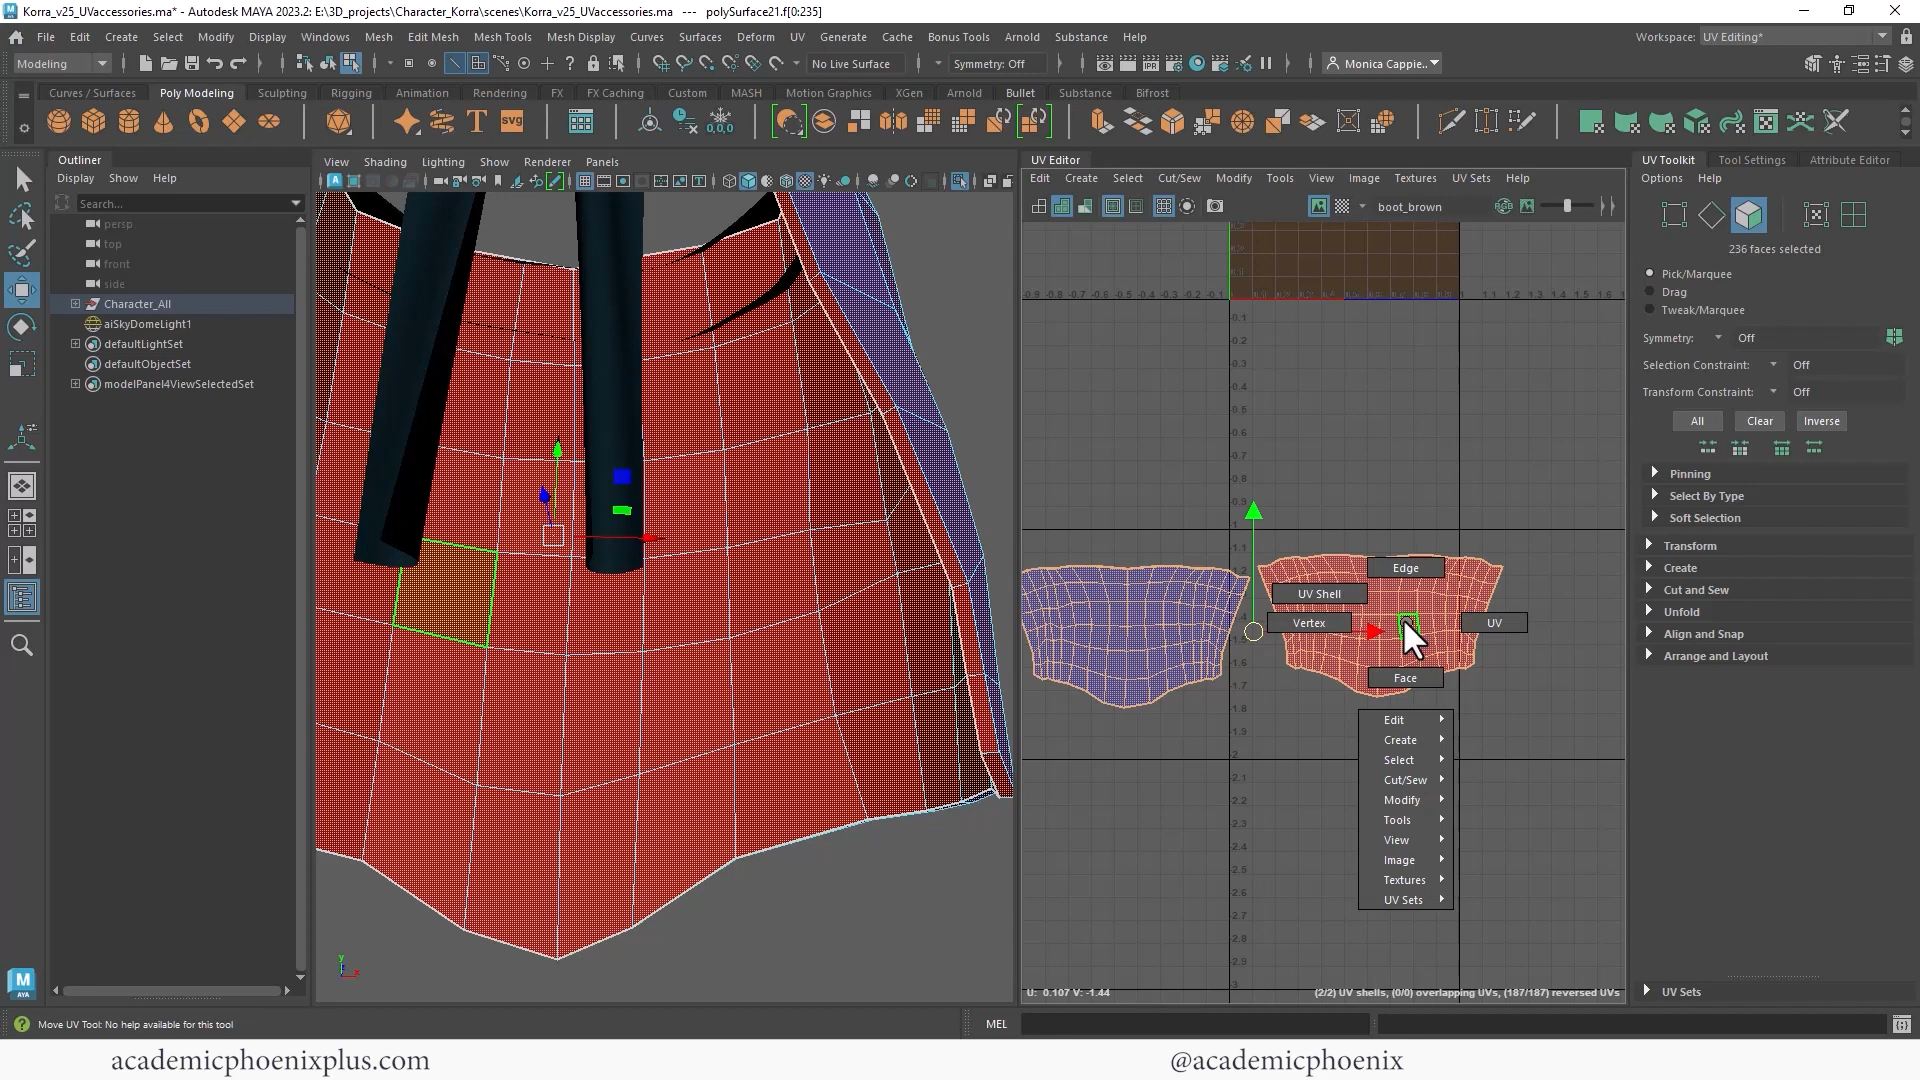 Korra_v25_UVaccessories.ma* - Autodesk MAYA 2023.2: E:\3D_projects\Character_Korra\scenes\Korra_v25_UVaccessories.ma --- polySurface21.f[0:235]
File Edit Create Select Modify Display Windows Mesh Edit Mesh Mesh Tools Mesh Display Curves Surfaces Deform UV Generate Cache Bonus Tools Arnold Substance Help
Workspace: UV Editing*
Modeling
No Live Surface
Symmetry: Off
Monica Cappie..
Curves / Surfaces Poly Modeling Sculpting Rigging Animation Rendering FX FX Caching Custom MASH Motion Graphics XGen Arnold Bullet Substance Bifrost
Outliner
Display Show Help
Search...
persp
top
front
side
Character_All
aiSkyDomeLight1
defaultLightSet
defaultObjectSet
modelPanel4ViewSelectedSet
View Shading Lighting Show Renderer Panels
UV Editor
Edit Create Select Cut/Sew Modify Tools View Image Textures UV Sets Help
boot_brown
Edge
UV Shell
Vertex
UV
Face
Edit
Create
Select
Cut/Sew
Modify
Tools
View
Image
Textures
UV Sets
U: 0.107 V: -1.44
(2/2) UV shells, (0/0) overlapping UVs, (187/187) reversed UVs
UV Toolkit Tool Settings Attribute Editor
Options Help
236 faces selected
Pick/Marquee
Drag
Tweak/Marquee
Symmetry: Off
Selection Constraint: Off
Transform Constraint: Off
All Clear Inverse
Pinning
Select By Type
Soft Selection
Transform
Create
Cut and Sew
Unfold
Align and Snap
Arrange and Layout
UV Sets
Move UV Tool: No help available for this tool
MEL
academicphoenixplus.com
@academicphoenix